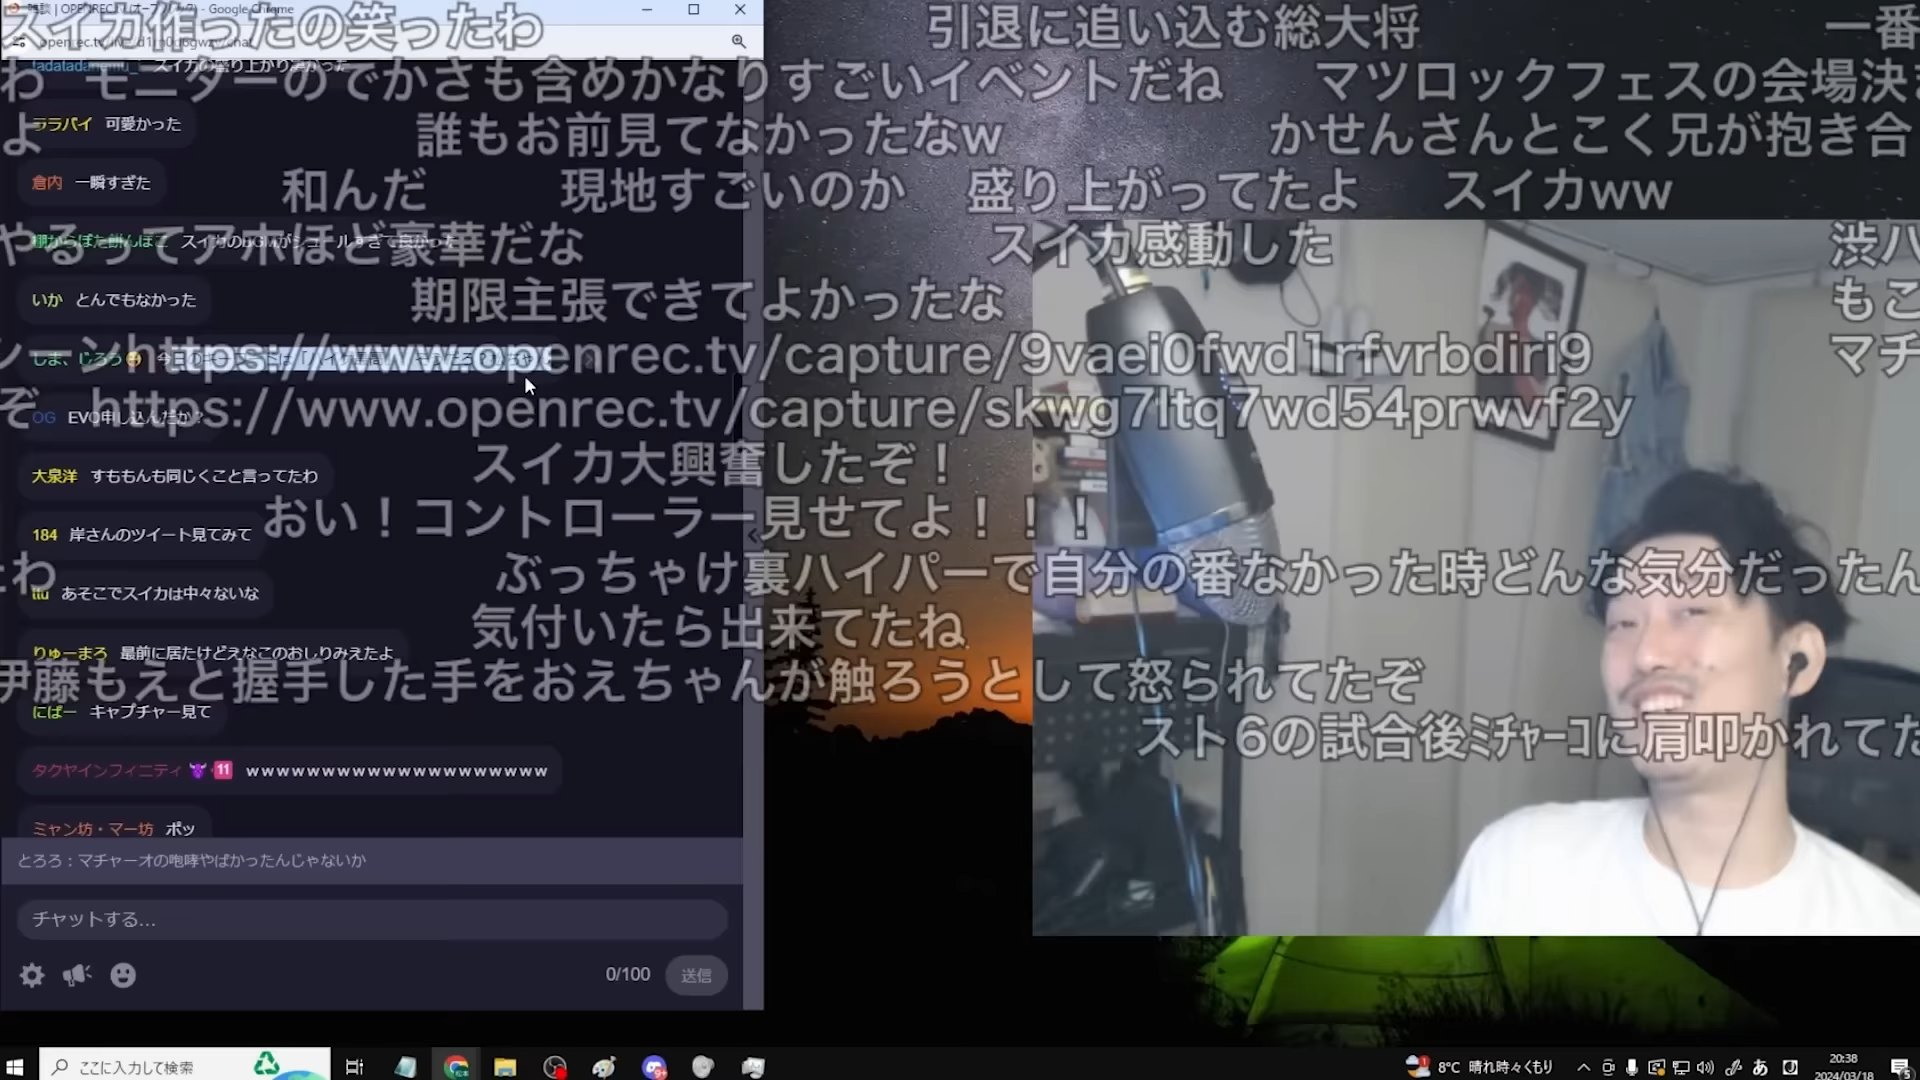 スイカ作ったの笑ったわ
引退に追い込む総大将
一番
わ モニターのでかさも含めかなりすごいイベントだね
マツロックフェスの会場決
よ
ララバイ 可愛かった
誰もお前見てなかったなw
かせんさんとこく兄が抱き合
倉内 一瞬すぎた
和んだ
現地すごいのか
盛り上がってたよ
スイカww
やるってアホほど豪華だな
スイカ感動した
渋ハ
いか とんでもなかった
期限主張できてよかったな
もこ
しま、じろう
シーンhttps://www.openrec.tv/capture/9vaei0fwd1rfvrbdiri9
マチ
OG EVO申し込んだか?
ぞ https://www.openrec.tv/capture/skwg7ltq7wd54prwvf2y
大泉洋 すももんも同じくこと言ってたわ
スイカ大興奮したぞ！
184 岸さんのツイート見てみて
おい！コントローラー見せてよ！！！
たわ
あそこでスイカは中々ないな
ぶっちゃけ裏ハイパーで自分の番なかった時どんな気分だったん
気付いたら出来てたね
りゅーまろ 最前に居たけどえなこのおしりみえたよ
伊藤もえと握手した手をおえちゃんが触ろうとして怒られてたぞ
にぱー キャプチャー見て
スト６の試合後ﾐﾁｬｰｺに肩叩かれてた
タクヤインフィニティ 11 wwwwwwwwwwwwwwwwwwww
ミャン坊・マー坊 ポッ
とろろ：マチャーオの咆哮やばかったんじゃないか
チャットする...
0/100 送信
ここに入力して検索
8°C 晴れ時々くもり
あ
20:38
2024/03/18
5